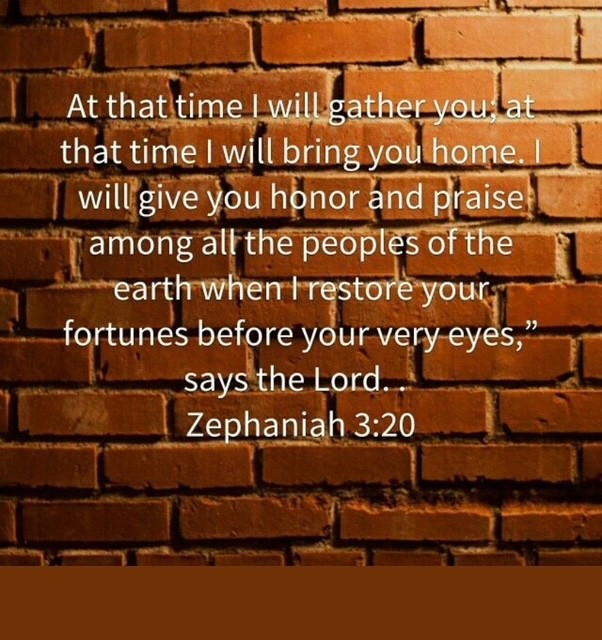 At that time I will gather you; at
that time I will bring you home. I
will give you honor and praise
among all the peoples of the
earth when I restore your
fortunes before your very eyes,”
says the Lord. .
Zephaniah 3:20